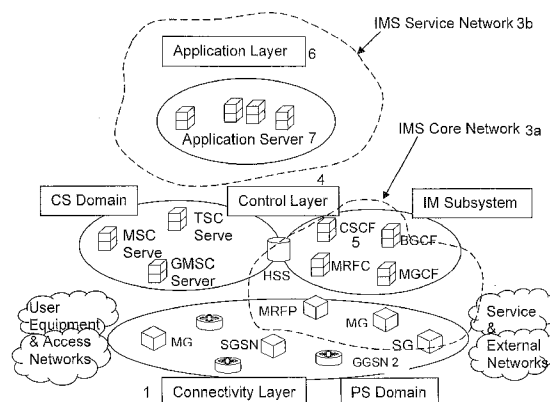 IMS Service Network 3b
Application Layer 6
Application Server 7
IMS Core Network 3a
4
CS Domain
Control Layer
IM Subsystem
TSC
Serve
MSC
Serve
GMSC
Server
HSS
CSCF
5
BGCF
MRFC
MGCF
User
Equipment
& Access
Networks
MRFP
MG
MG
SGSN
SG
GGSN 2
Service
&
External
Networks
1 Connectivity Layer
PS Domain